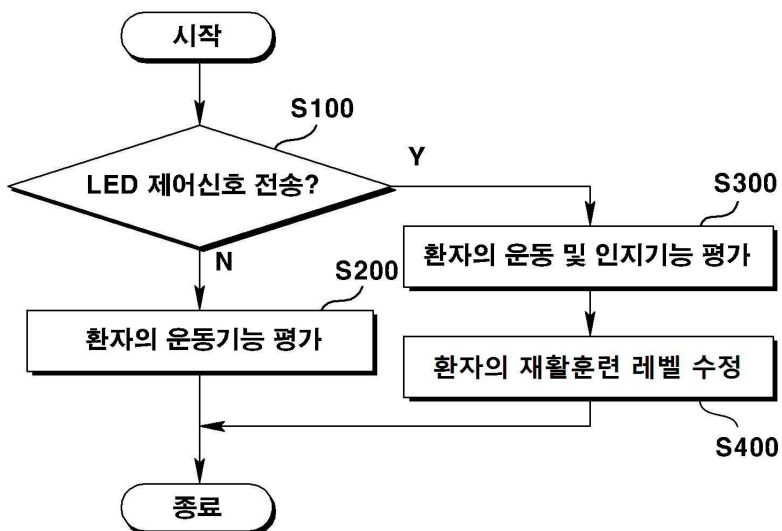 시작
S100
LED 제어신호 전송?
Y
N
S300
환자의 운동 및 인지기능 평가
S200
환자의 운동기능 평가
환자의 재활훈련 레벨 수정
S400
종료